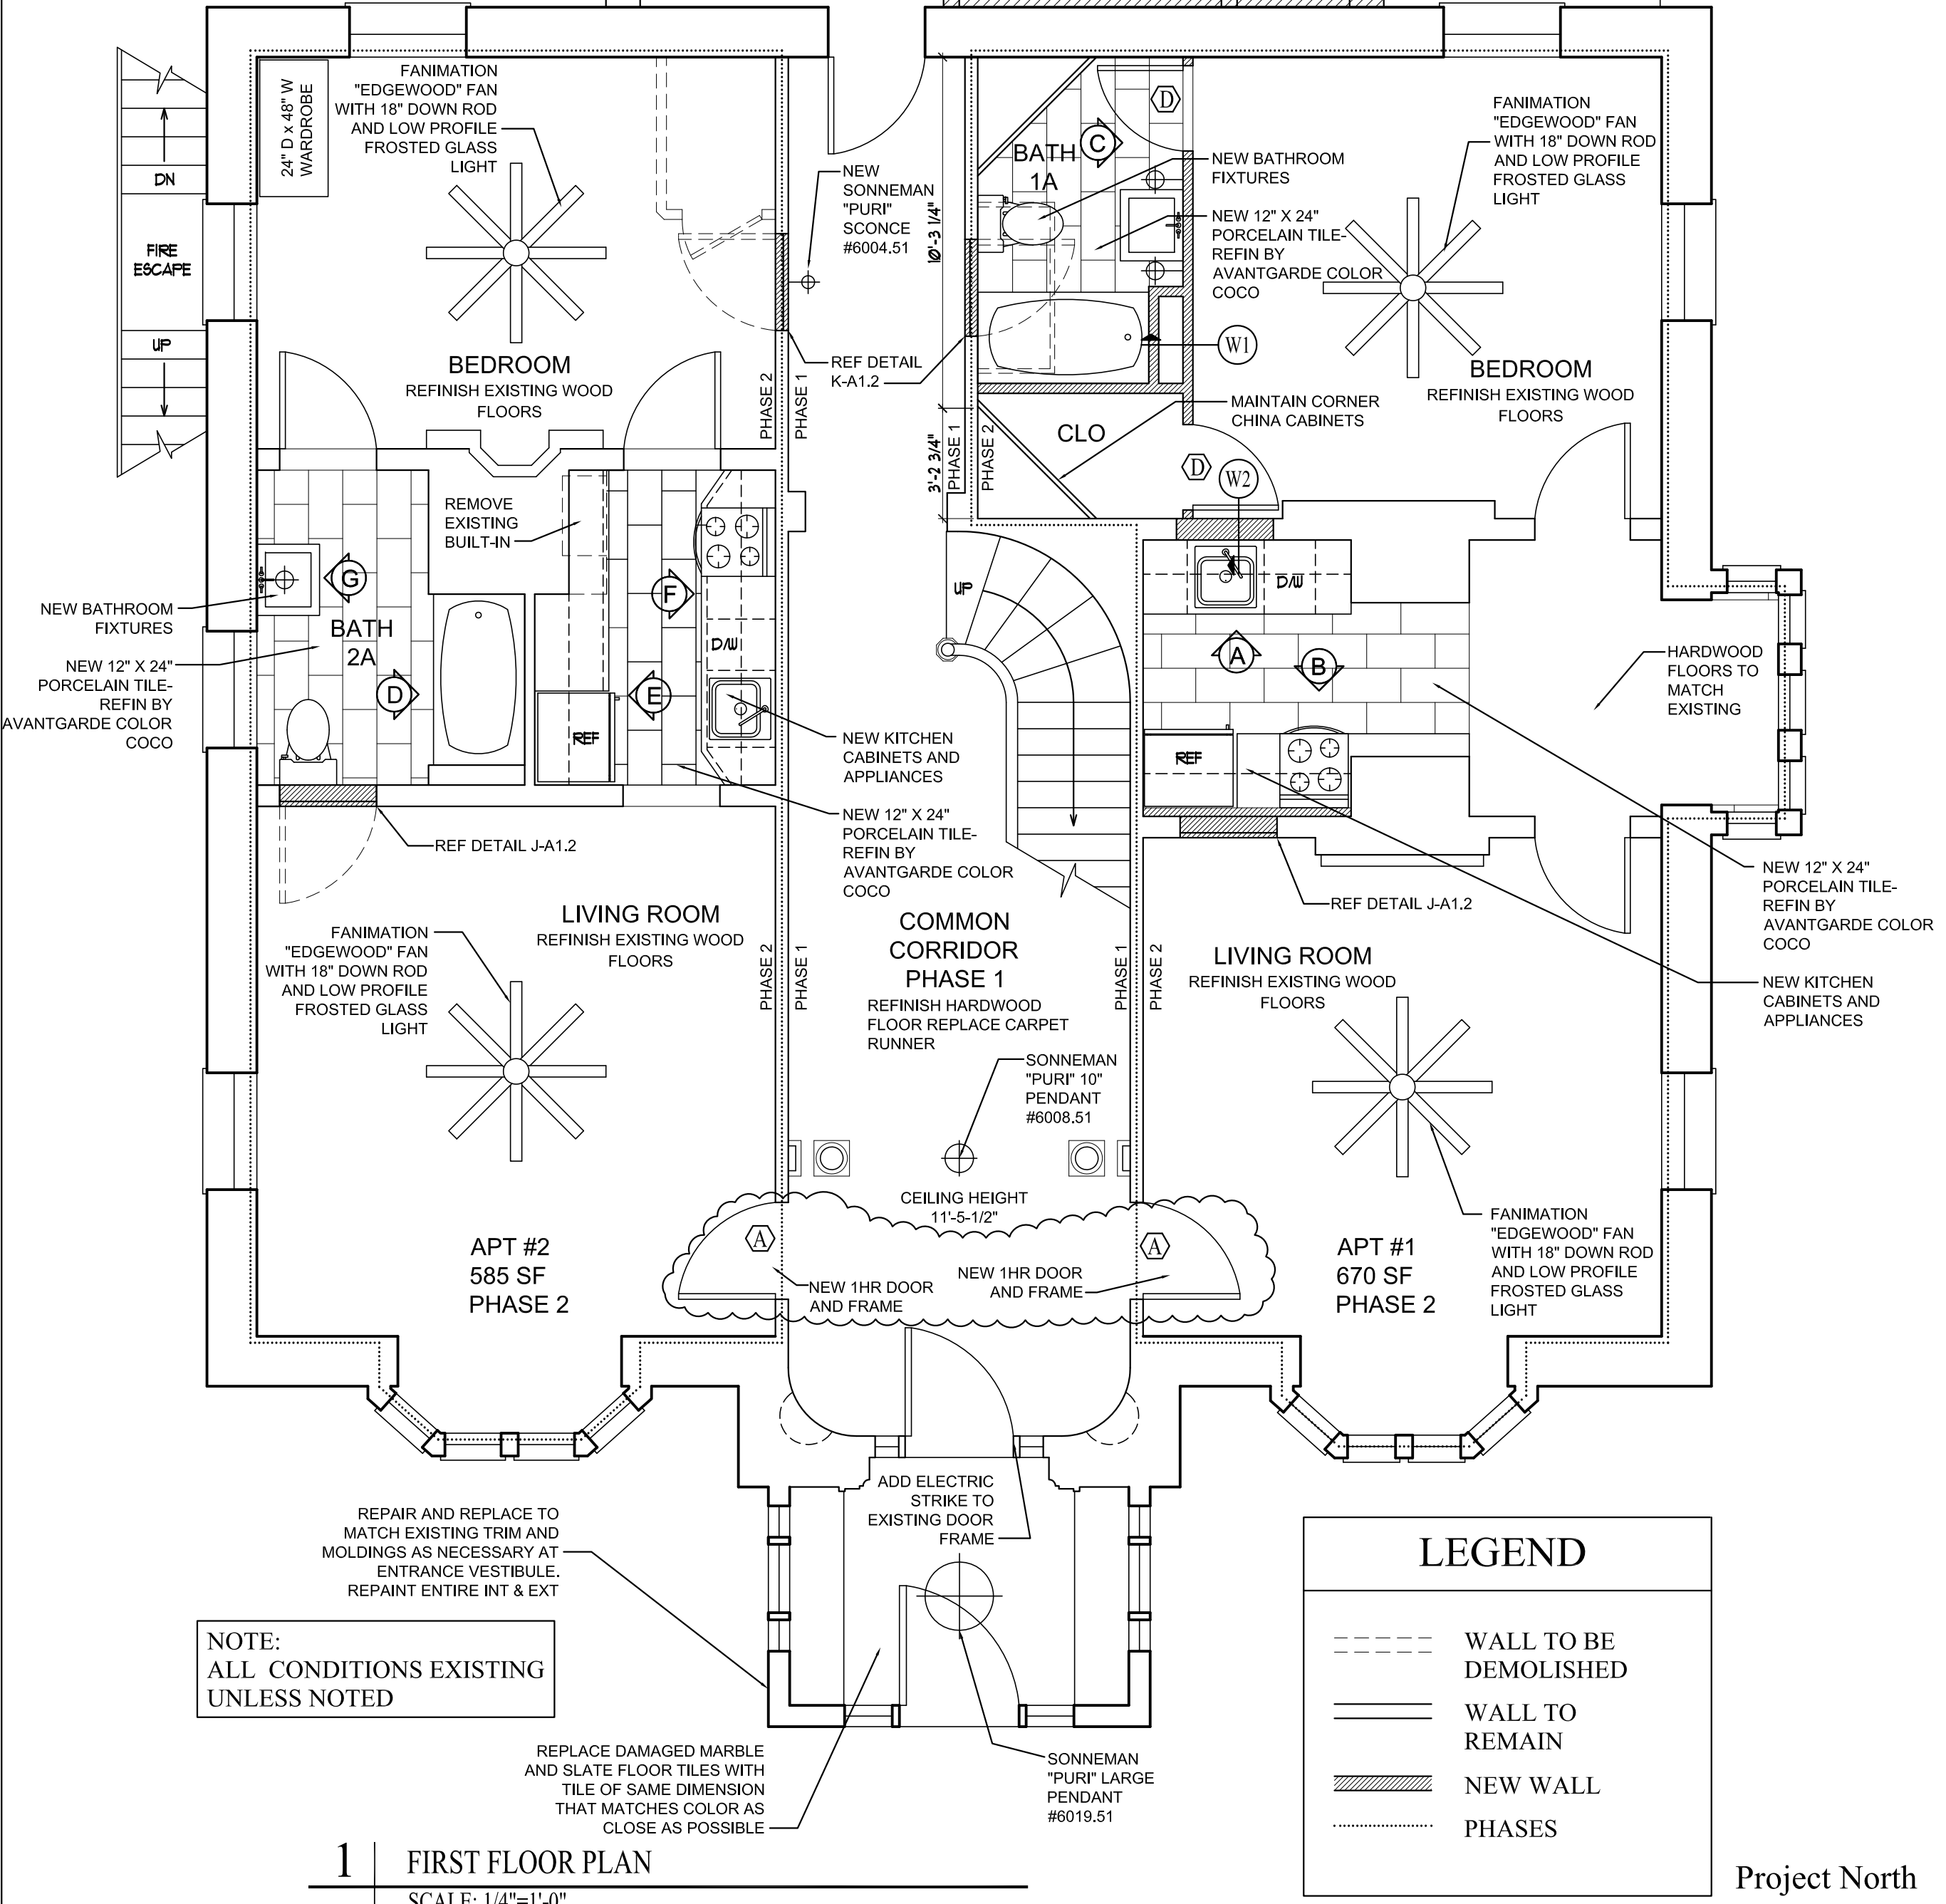 24" D x 48" W
WARDROBE
FANIMATION
"EDGEWOOD" FAN
WITH 18" DOWN ROD
AND LOW PROFILE
FROSTED GLASS
LIGHT
DN
FIRE
ESCAPE
UP
BEDROOM
REFINISH EXISTING WOOD
FLOORS
NEW
SONNEMAN
"PURI"
SCONCE
#6004.51
10'-3 1/4"
REF DETAIL
K-A1.2
PHASE 2
PHASE 1
3'-2 3/4"
PHASE 1
PHASE 2
BATH
1A
C
D
NEW BATHROOM
FIXTURES
NEW 12" X 24"
PORCELAIN TILE-
REFIN BY
AVANTGARDE COLOR
COCO
W1
MAINTAIN CORNER
CHINA CABINETS
CLO
D
W2
FANIMATION
"EDGEWOOD" FAN
WITH 18" DOWN ROD
AND LOW PROFILE
FROSTED GLASS
LIGHT
BEDROOM
REFINISH EXISTING WOOD
FLOORS
REMOVE
EXISTING
BUILT-IN
G
F
BATH
2A
D
E
D/W
REF
NEW BATHROOM
FIXTURES
NEW 12" X 24"
PORCELAIN TILE-
REFIN BY
AVANTGARDE COLOR
COCO
UP
D/W
A
B
REF
HARDWOOD
FLOORS TO
MATCH
EXISTING
NEW KITCHEN
CABINETS AND
APPLIANCES
NEW 12" X 24"
PORCELAIN TILE-
REFIN BY
AVANTGARDE COLOR
COCO
REF DETAIL J-A1.2
REF DETAIL J-A1.2
NEW 12" X 24"
PORCELAIN TILE-
REFIN BY
AVANTGARDE COLOR
COCO
NEW KITCHEN
CABINETS AND
APPLIANCES
LIVING ROOM
REFINISH EXISTING WOOD
FLOORS
FANIMATION
"EDGEWOOD" FAN
WITH 18" DOWN ROD
AND LOW PROFILE
FROSTED GLASS
LIGHT
PHASE 2
PHASE 1
COMMON
CORRIDOR
PHASE 1
REFINISH HARDWOOD
FLOOR REPLACE CARPET
RUNNER
PHASE 1
PHASE 2
LIVING ROOM
REFINISH EXISTING WOOD
FLOORS
SONNEMAN
"PURI" 10"
PENDANT
#6008.51
CEILING HEIGHT
11'-5-1/2"
A
A
NEW 1HR DOOR
AND FRAME
NEW 1HR DOOR
AND FRAME
APT #2
585 SF
PHASE 2
APT #1
670 SF
PHASE 2
FANIMATION
"EDGEWOOD" FAN
WITH 18" DOWN ROD
AND LOW PROFILE
FROSTED GLASS
LIGHT
ADD ELECTRIC
STRIKE TO
EXISTING DOOR
FRAME
REPAIR AND REPLACE TO
MATCH EXISTING TRIM AND
MOLDINGS AS NECESSARY AT
ENTRANCE VESTIBULE.
REPAINT ENTIRE INT & EXT
NOTE:
ALL CONDITIONS EXISTING
UNLESS NOTED
REPLACE DAMAGED MARBLE
AND SLATE FLOOR TILES WITH
TILE OF SAME DIMENSION
THAT MATCHES COLOR AS
CLOSE AS POSSIBLE
SONNEMAN
"PURI" LARGE
PENDANT
#6019.51
LEGEND
WALL TO BE
DEMOLISHED
WALL TO
REMAIN
NEW WALL
PHASES
1
FIRST FLOOR PLAN
SCALE: 1/4"=1'-0"
Project North